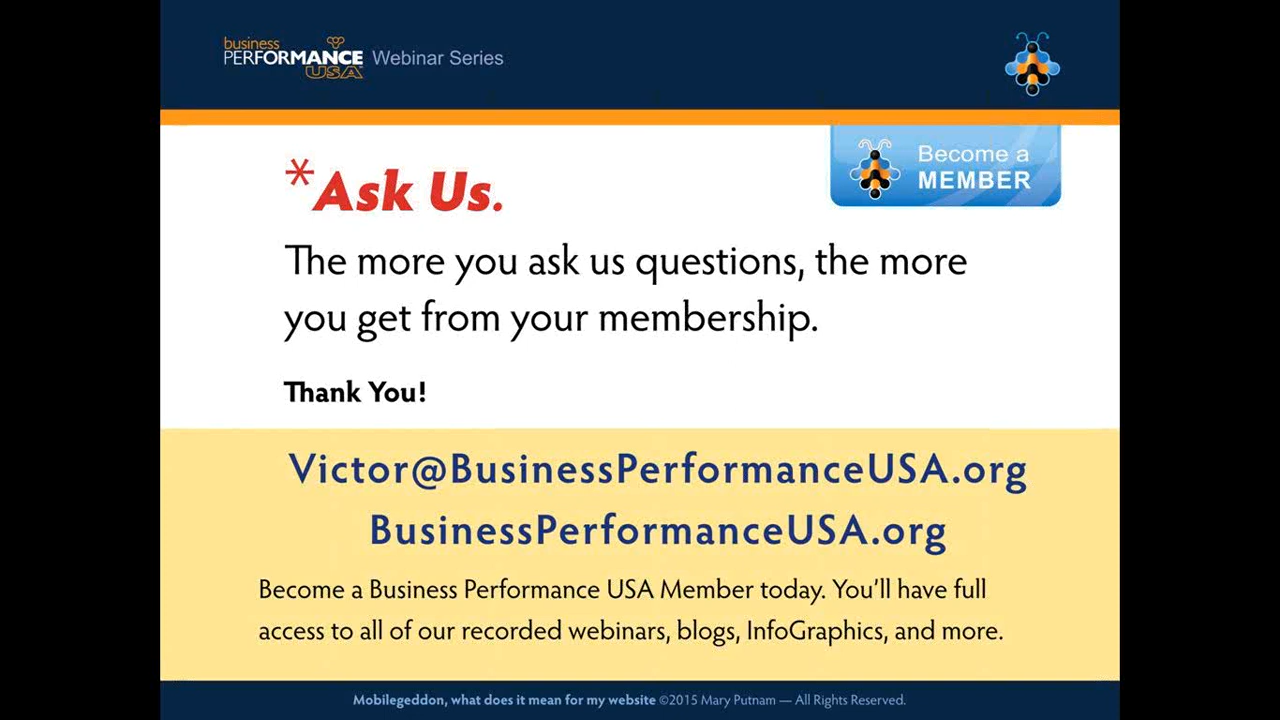 business
PERFORMANCE
USA
Webinar Series
Become a
MEMBER
*Ask Us.
The more you ask us questions, the more
you get from your membership.
Thank You!
Victor@BusinessPerformanceUSA.org
BusinessPerformanceUSA.org
Become a Business Performance USA Member today. You'll have full
access to all of our recorded webinars, blogs, InfoGraphics, and more.
Mobilegeddon, what does it mean for my website ©2015 Mary Putnam — All Rights Reserved.